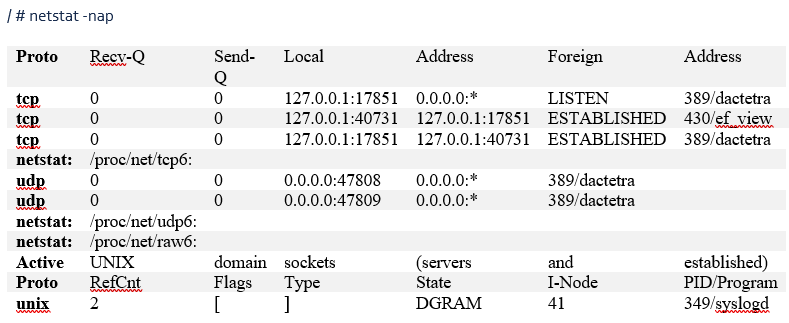 / # netstat -nap
Proto Recv-Q Send-Q Local Address Foreign Address
tcp 0 0 127.0.0.1:17851 0.0.0.0:* LISTEN 389/dactetra
tcp 0 0 127.0.0.1:40731 127.0.0.1:17851 ESTABLISHED 430/ef_view
tcp 0 0 127.0.0.1:17851 127.0.0.1:40731 ESTABLISHED 389/dactetra
netstat: /proc/net/tcp6:
udp 0 0 0.0.0.0:47808 0.0.0.0:* 389/dactetra
udp 0 0 0.0.0.0:47809 0.0.0.0:* 389/dactetra
netstat: /proc/net/udp6:
netstat: /proc/net/raw6:
Active UNIX domain sockets (servers and established)
Proto RefCnt Flags Type State I-Node PID/Program
unix 2 [ ] DGRAM 41 349/syslogd